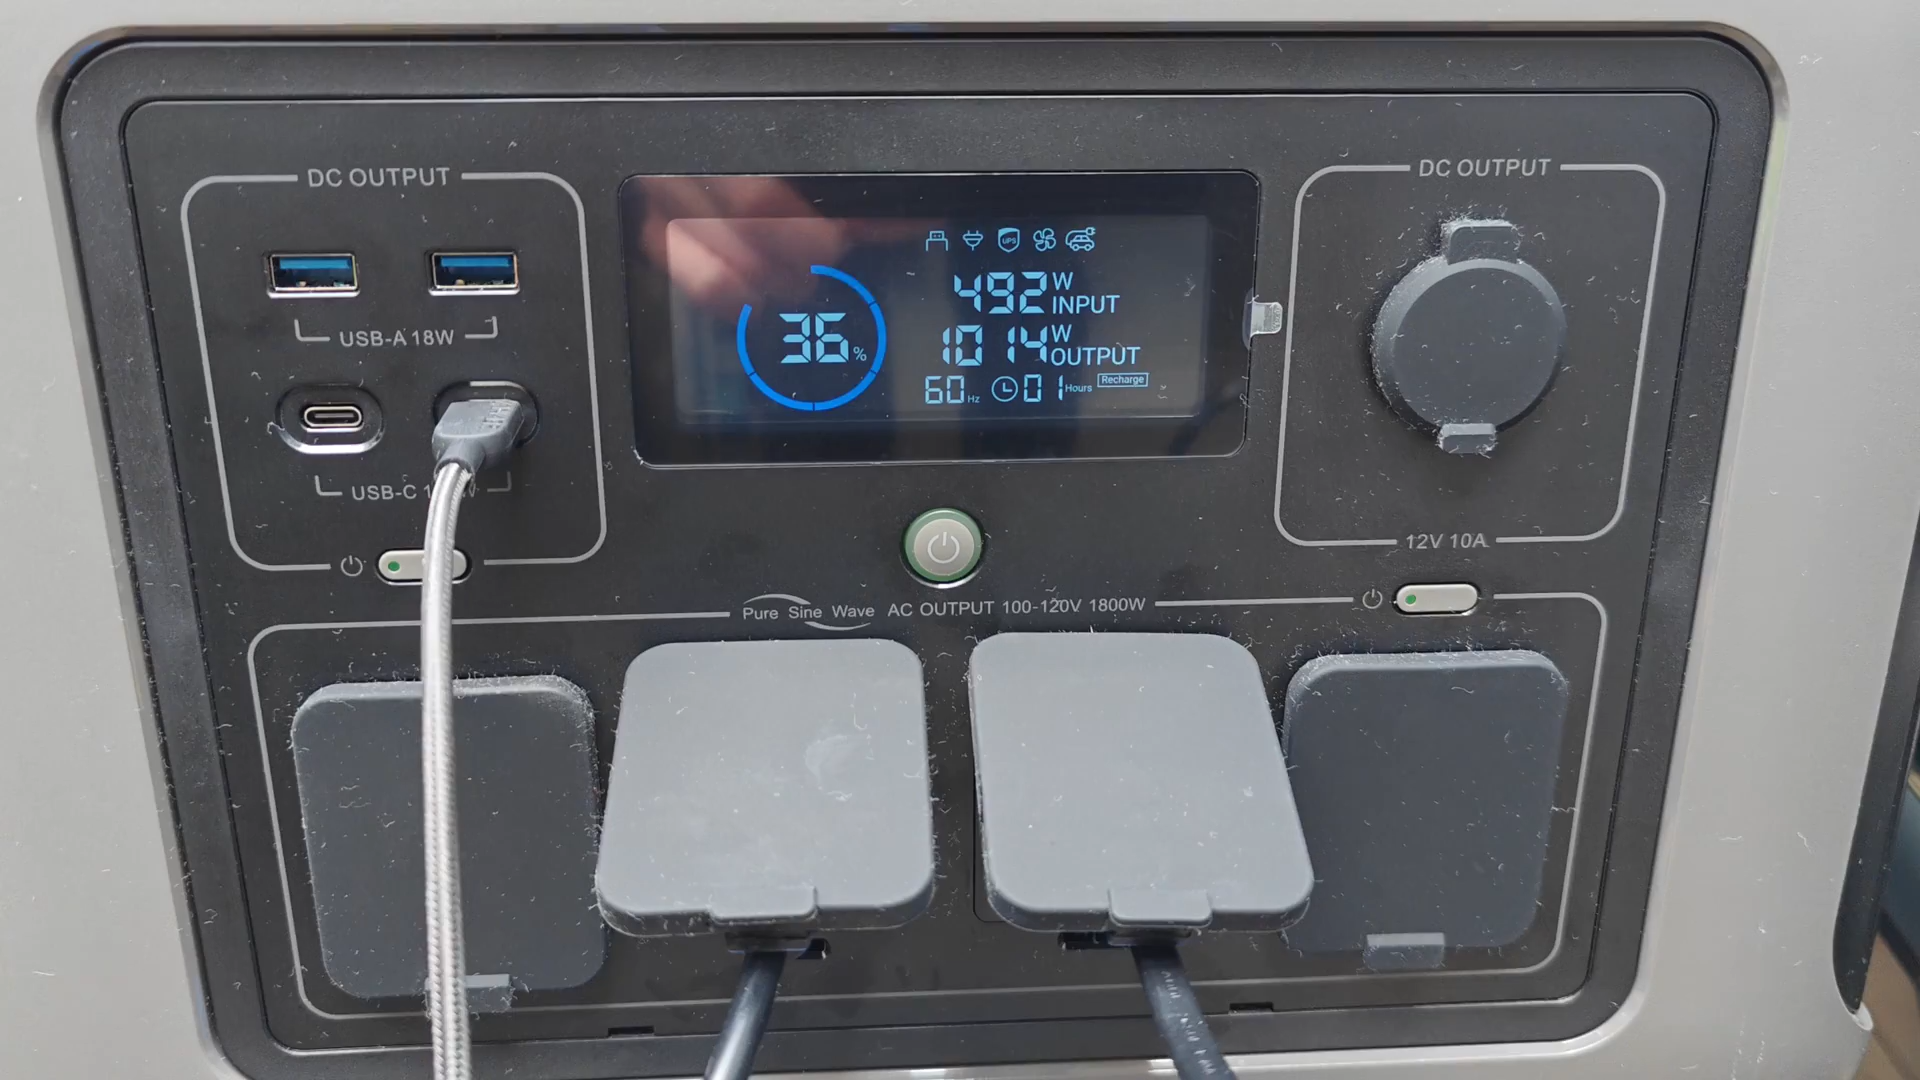 DC OUTPUT
USB-A 18W
USB-C
UPS
36%
492 W INPUT
1014 W OUTPUT
60 Hz 01 Hours Recharge
DC OUTPUT
12V 10A
Pure Sine Wave AC OUTPUT 100-120V 1800W